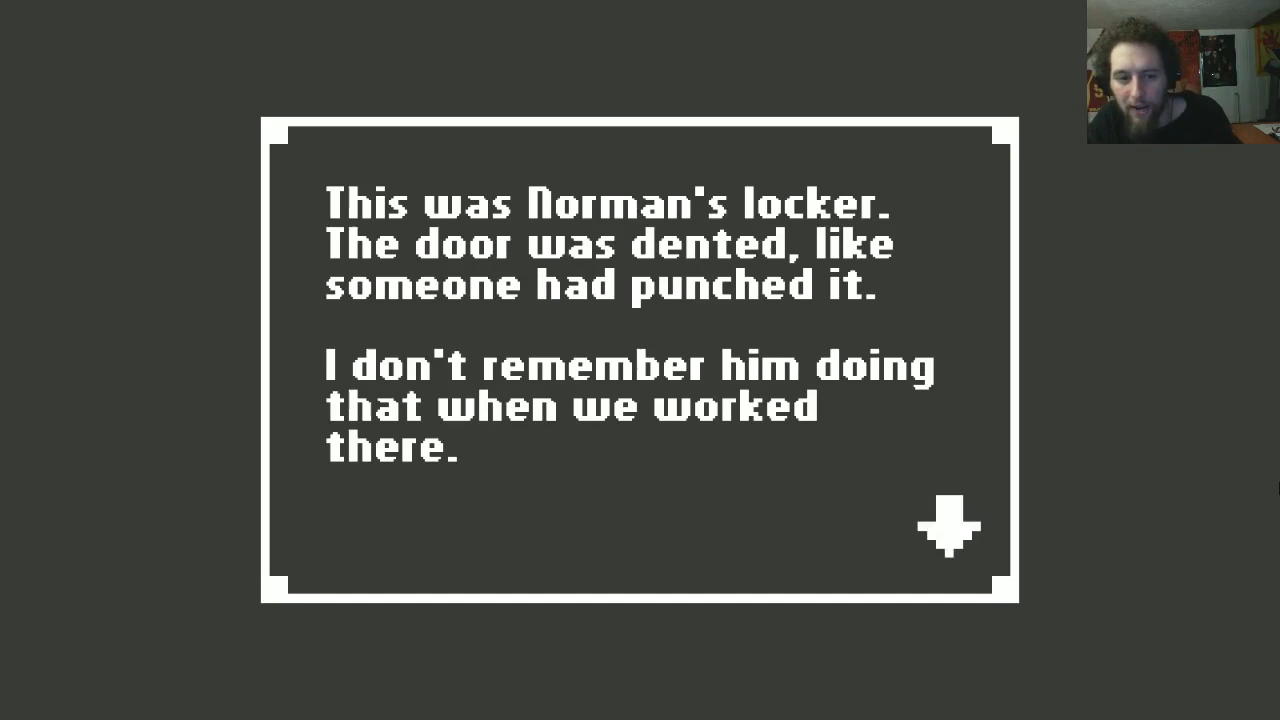 This was Norman's locker.
The door was dented, like
someone had punched it.
I don't remember him doing
that when we worked
there.